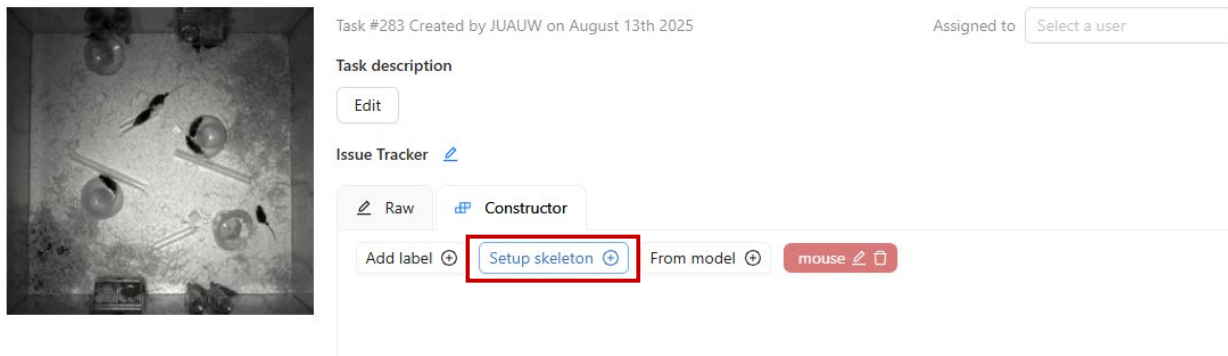 Task #283 Created by JUAUW on August 13th 2025 Assigned to Select a user
Task description
Edit
Issue Tracker
Raw Constructor
Add label Setup skeleton From model mouse